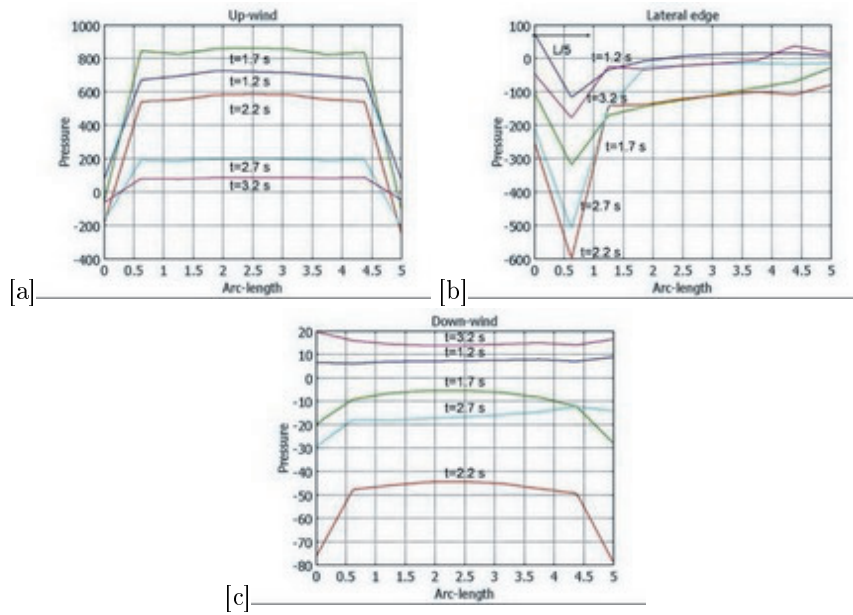 Up-wind
1000
800
600
400
200
0
-200
-400
Pressure
t=1.7 s
t=1.2 s
t=2.2 s
t=2.7 s
t=3.2 s
0 0.5 1 1.5 2 2.5 3 3.5 4 4.5 5
Arc-length
[a]
Lateral edge
100
0
-100
-200
-300
-400
-500
-600
Pressure
L/5
t=1.2 s
t=3.2 s
t=1.7 s
t=2.7 s
t=2.2 s
0 0.5 1 1.5 2 2.5 3 3.5 4 4.5 5
Arc-length
[b]
Down-wind
20
10
0
-10
-20
-30
-40
-50
-60
-70
-80
Pressure
t=3.2 s
t=1.2 s
t=1.7 s
t=2.7 s
t=2.2 s
0 0.5 1 1.5 2 2.5 3 3.5 4 4.5 5
Arc-length
[c]